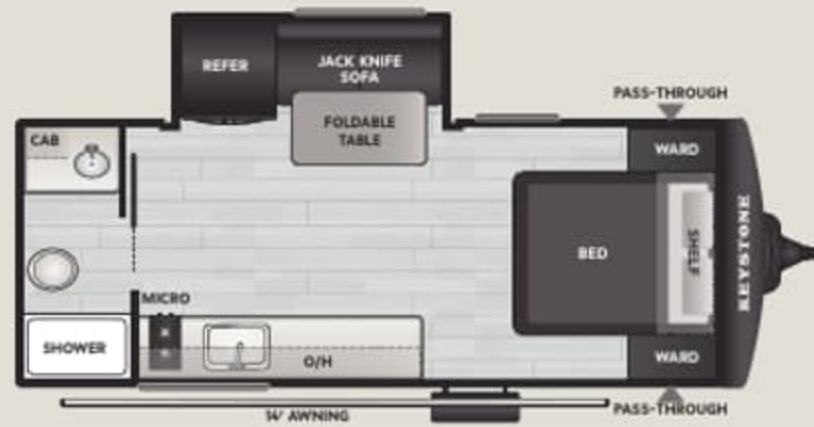 REFER
JACK KNIFE
SOFA
PASS-THROUGH
FOLDABLE
TABLE
CAB
WARD
BED
SHELF
KEYSTONE
MICRO
SHOWER
O/H
WARD
14' AWNING
PASS-THROUGH